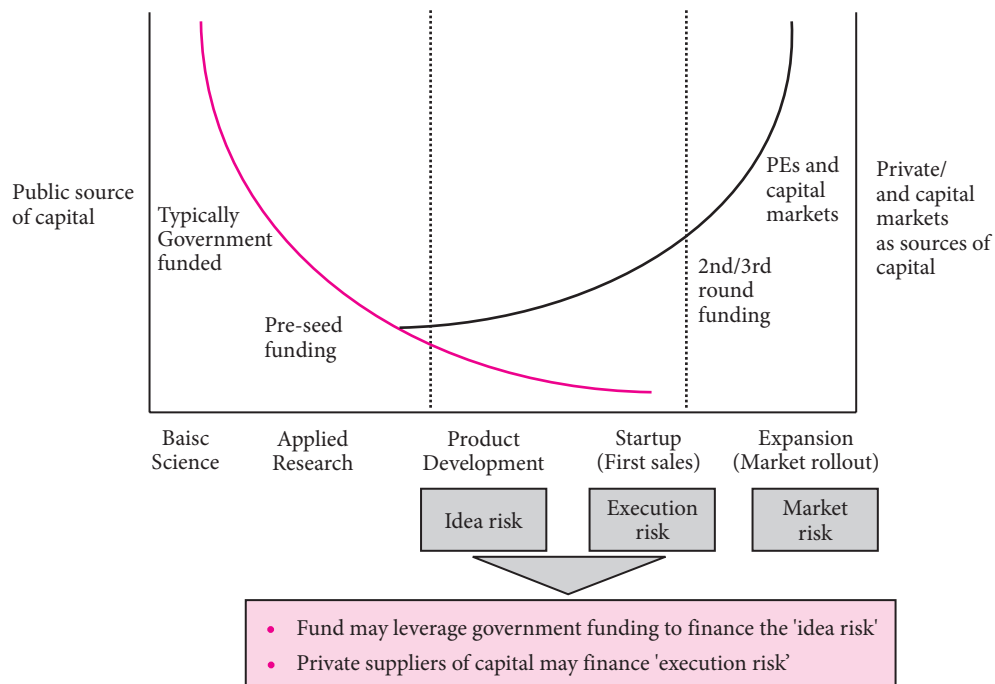 Public source
of capital
Typically
Government
funded
Pre-seed
funding
PEs and
capital
markets
2nd/3rd
round
funding
Private/
and capital
markets
as sources of
capital
Baisc
Science
Applied
Research
Product
Development
Startup
(First sales)
Expansion
(Market rollout)
Idea risk
Execution
risk
Market
risk
• Fund may leverage government funding to finance the 'idea risk'
• Private suppliers of capital may finance 'execution risk’